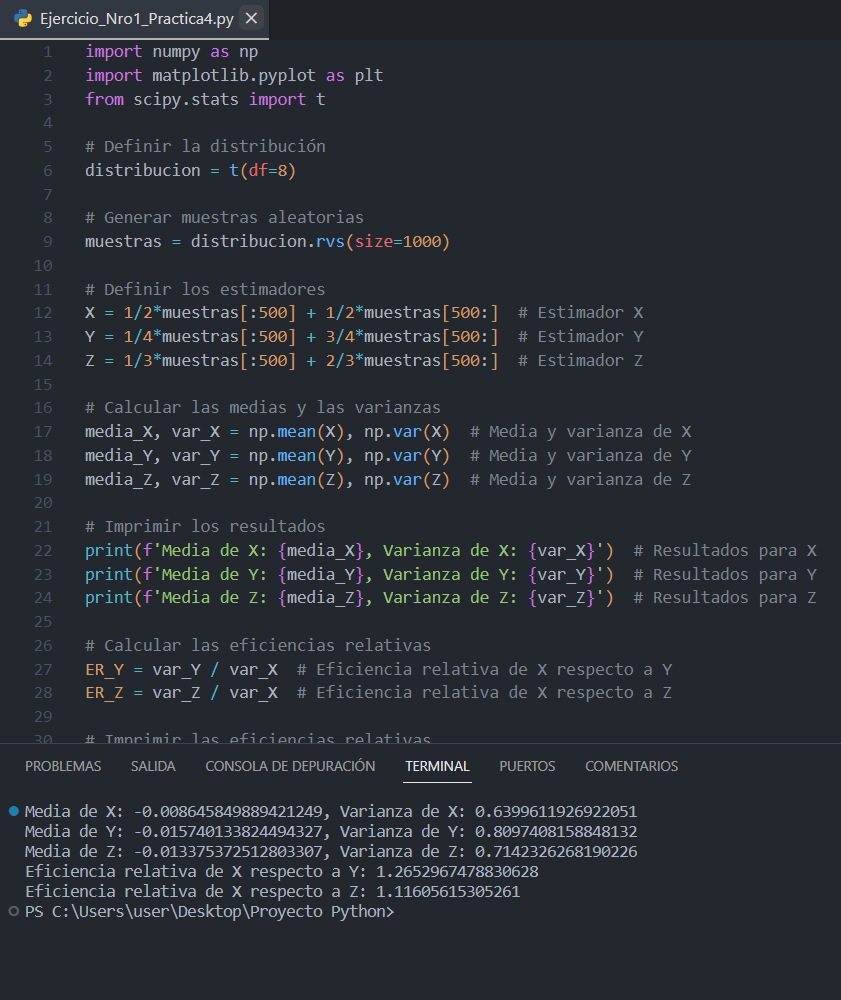 Ejercicio_Nro1_Practica4.py
1 import numpy as np
2 import matplotlib.pyplot as plt
3 from scipy.stats import t
4
5 # Definir la distribución
6 distribucion = t(df=8)
7
8 # Generar muestras aleatorias
9 muestras = distribucion.rvs(size=1000)
10
11 # Definir los estimadores
12 X = 1/2*muestras[:500] + 1/2*muestras[500:]  # Estimador X
13 Y = 1/4*muestras[:500] + 3/4*muestras[500:]  # Estimador Y
14 Z = 1/3*muestras[:500] + 2/3*muestras[500:]  # Estimador Z
15
16 # Calcular las medias y las varianzas
17 media_X, var_X = np.mean(X), np.var(X)  # Media y varianza de X
18 media_Y, var_Y = np.mean(Y), np.var(Y)  # Media y varianza de Y
19 media_Z, var_Z = np.mean(Z), np.var(Z)  # Media y varianza de Z
20
21 # Imprimir los resultados
22 print(f'Media de X: {media_X}, Varianza de X: {var_X}')  # Resultados para X
23 print(f'Media de Y: {media_Y}, Varianza de Y: {var_Y}')  # Resultados para Y
24 print(f'Media de Z: {media_Z}, Varianza de Z: {var_Z}')  # Resultados para Z
25
26 # Calcular las eficiencias relativas
27 ER_Y = var_Y / var_X  # Eficiencia relativa de X respecto a Y
28 ER_Z = var_Z / var_X  # Eficiencia relativa de X respecto a Z
29
30 # Imprimir las eficiencias relativas
PROBLEMAS SALIDA CONSOLA DE DEPURACIÓN TERMINAL PUERTOS COMENTARIOS
Media de X: -0.008645849889421249, Varianza de X: 0.6399611926922051
Media de Y: -0.015740133824494327, Varianza de Y: 0.8097408158848132
Media de Z: -0.013375372512803307, Varianza de Z: 0.7142326268190226
Eficiencia relativa de X respecto a Y: 1.2652967478830628
Eficiencia relativa de X respecto a Z: 1.11605615305261
PS C:\Users\user\Desktop\Proyecto Python>